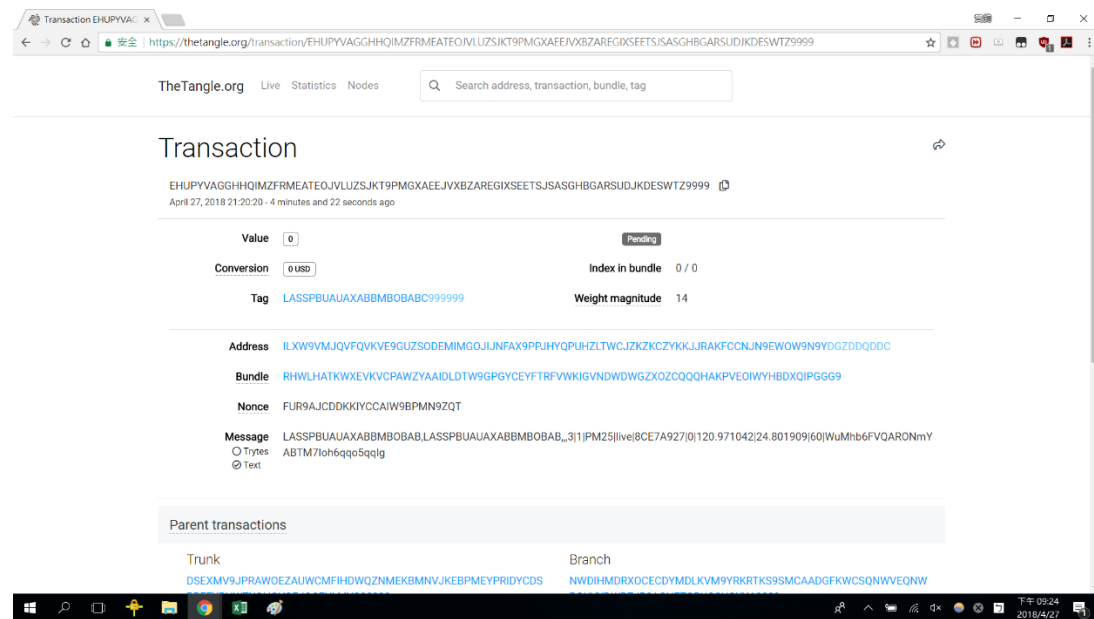 Transaction EHUPYVAC
安全 | https://thetangle.org/transaction/EHUPYVAGGHHQIMZFRMEATEOJVLUZSJKT9PMGXAEEJVXBZAREGIXSEETSJSASGHBGARSUDJKDESWTZ9999
TheTangle.org Live Statistics Nodes Search address, transaction, bundle, tag
Transaction
EHUPYVAGGHHQIMZFRMEATEOJVLUZSJKT9PMGXAEEJVXBZAREGIXSEETSJSASGHBGARSUDJKDESWTZ9999
April 27, 2018 21:20:20 - 4 minutes and 22 seconds ago
Value 0 Pending
Conversion 0 USD Index in bundle 0 / 0
Tag LASSPBUAUAXABBMBOBABC999999 Weight magnitude 14
Address ILXW9VMJQVFQVKVE9GUZSODEMIMGOJIJNFAX9PPJHYQPUHZLTWCJZKZKCZYKKJJRAKFCCNJN9EWOW9N9YDGZDDQDDC
Bundle RHWLHATKWXEVKVCPAWZYAAIDLDTW9GPGYCEYFTRFVWKIGVNDWDWGZXOZCQQQHAKPVEOIWYHBDXQIPGGG9
Nonce FUR9AJCDDKKIYCCAIW9BPMN9ZQT
Message LASSPBUAUAXABBMBOBAB,LASSPBUAUAXABBMBOBAB,,,3|1|PM25|live|8CE7A927|0|120.971042|24.801909|60|WuMhb6FVQARONmY
Trytes ABTM7Ioh6qqo5qqIg
Text
Parent transactions
Trunk Branch
DSEXMV9JPRAWOEZAUWCMFIHDWQZNMEKBMNVJKEBPMEYPRIDYCDS NWDIHMDRXOCECDYMDLKVM9YRKRTKS9SMCAADGFKWCSQNWVEQNW
下午 09:24
2018/4/27